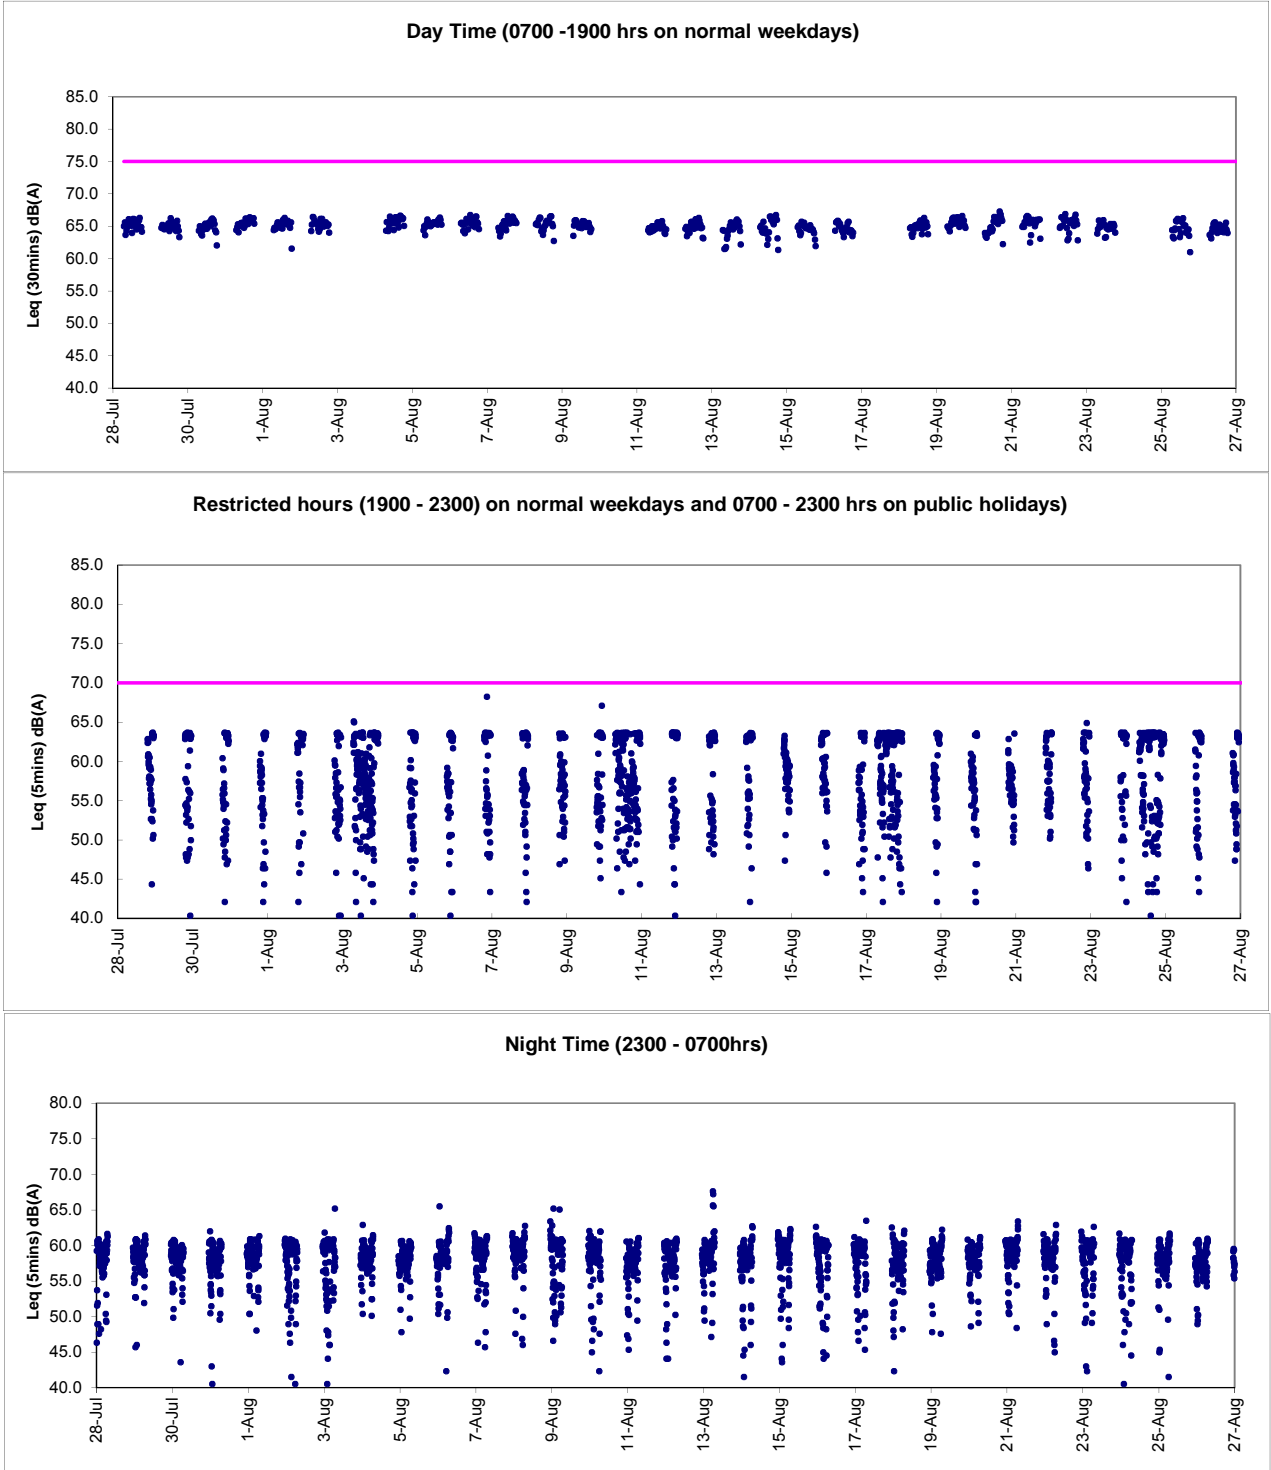 Day Time (0700 -1900 hrs on normal weekdays)
Leq (30mins) dB(A)
85.0
80.0
75.0
70.0
65.0
60.0
55.0
50.0
45.0
40.0
28-Jul
30-Jul
1-Aug
3-Aug
5-Aug
7-Aug
9-Aug
11-Aug
13-Aug
15-Aug
17-Aug
19-Aug
21-Aug
23-Aug
25-Aug
27-Aug
Restricted hours (1900 - 2300) on normal weekdays and 0700 - 2300 hrs on public holidays)
Leq (5mins) dB(A)
85.0
80.0
75.0
70.0
65.0
60.0
55.0
50.0
45.0
40.0
28-Jul
30-Jul
1-Aug
3-Aug
5-Aug
7-Aug
9-Aug
11-Aug
13-Aug
15-Aug
17-Aug
19-Aug
21-Aug
23-Aug
25-Aug
27-Aug
Night Time (2300 - 0700hrs)
Leq (5mins) dB(A)
80.0
75.0
70.0
65.0
60.0
55.0
50.0
45.0
40.0
28-Jul
30-Jul
1-Aug
3-Aug
5-Aug
7-Aug
9-Aug
11-Aug
13-Aug
15-Aug
17-Aug
19-Aug
21-Aug
23-Aug
25-Aug
27-Aug